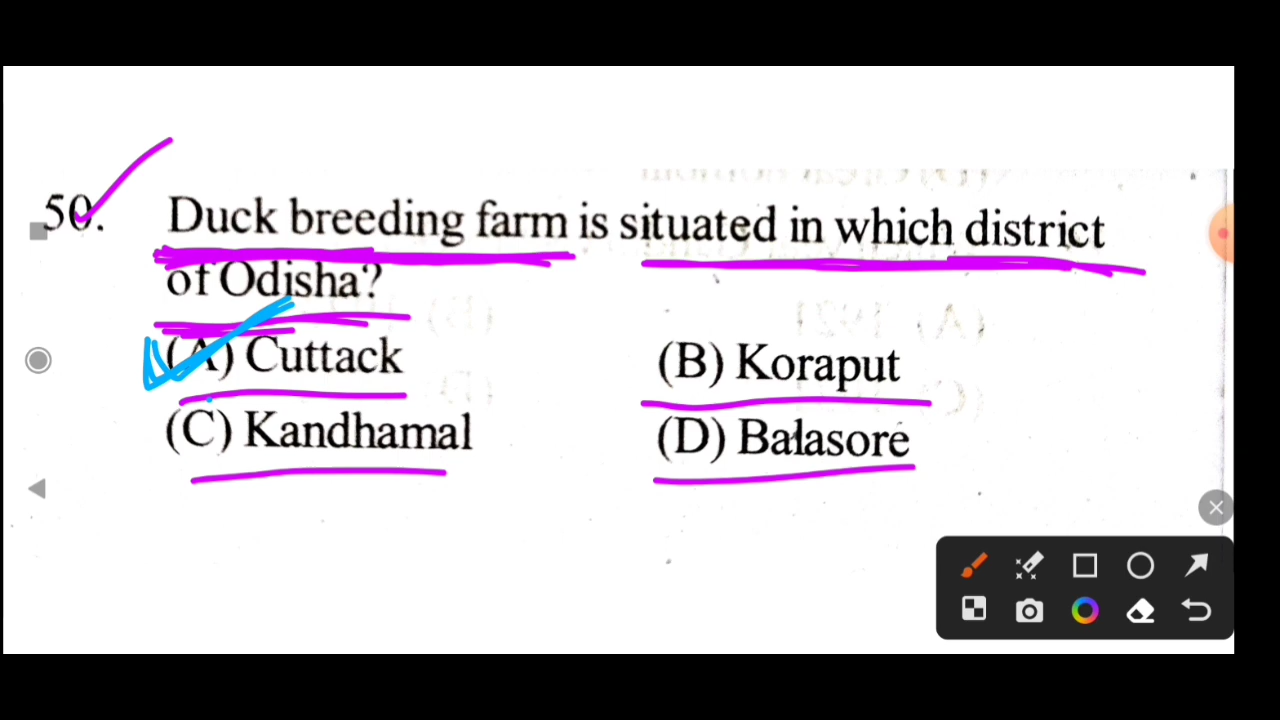 50. Duck breeding farm is situated in which district
of Odisha?
(A) Cuttack (B) Koraput
(C) Kandhamal (D) Balasore